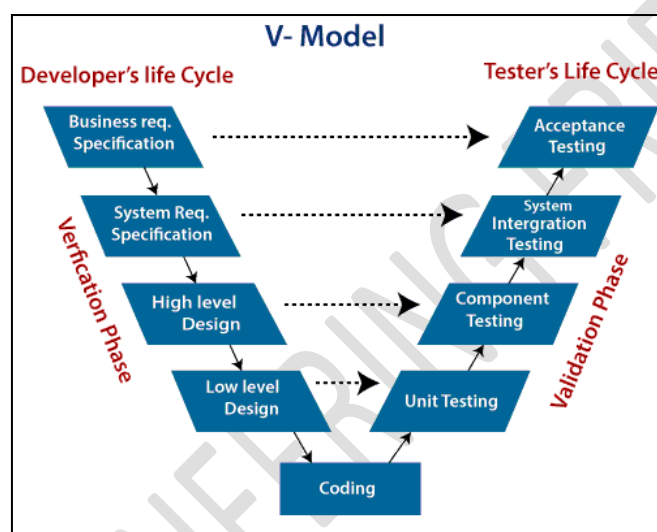 V- Model
Developer's life Cycle
Tester's Life Cycle
Business req.
Specification
Acceptance
Testing
System Req.
Specification
System
Intergration
Testing
High level
Design
Component
Testing
Low level
Design
Unit Testing
Coding
Verfication Phase
Validation Phase